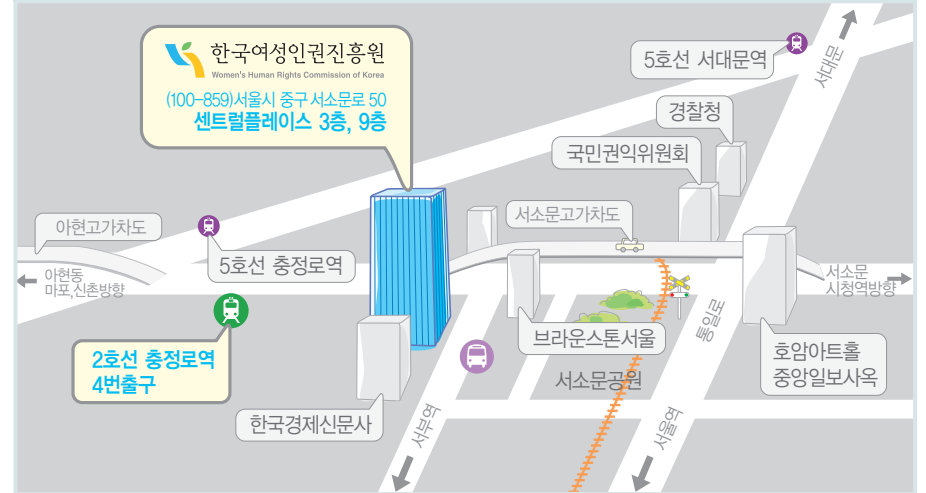 한국여성인권진흥원
Women's Human Rights Commission of Korea
(100-859)서울시 중구 서소문로 50
센트럴플레이스 3층, 9층
5호선 서대문역
서대문
경찰청
국민권익위원회
서소문고가차도
아현고가차도
5호선 충정로역
아현동
마포,신촌방향
서소문
시청역방향
2호선 충정로역
4번출구
브라운스톤서울
통일로
호암아트홀
중앙일보사옥
서소문공원
한국경제신문사
서부역
서울역